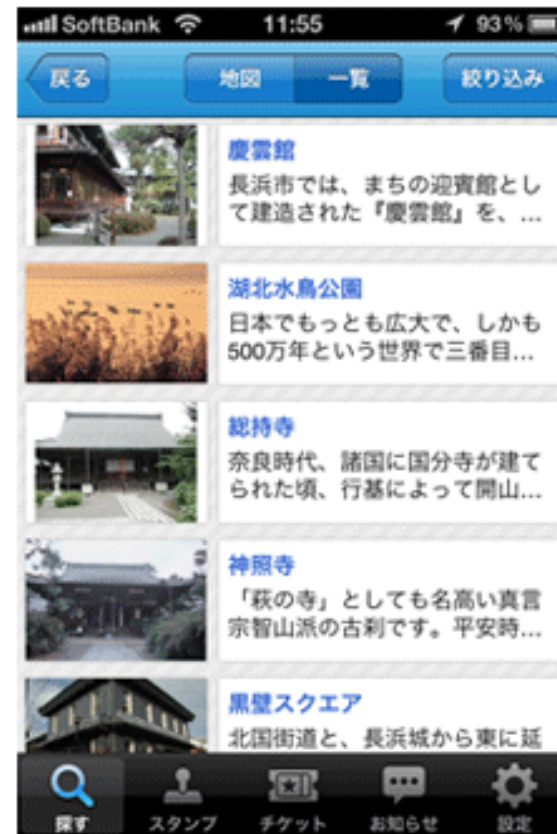 SoftBank 11:55 93%
戻る 地図 一覧 絞り込み
慶雲館
長浜市では、まちの迎賓館とし
て建造された『慶雲館』を、...
湖北水鳥公園
日本でもっとも広大で、しかも
500万年という世界で三番目...
総持寺
奈良時代、諸国に国分寺が建て
られた頃、行基によって開山...
神照寺
「萩の寺」としても名高い真言
宗智山派の古刹です。平安時...
黒壁スクエア
北国街道と、長浜城から東に延
探す スタンプ チケット お知らせ 設定